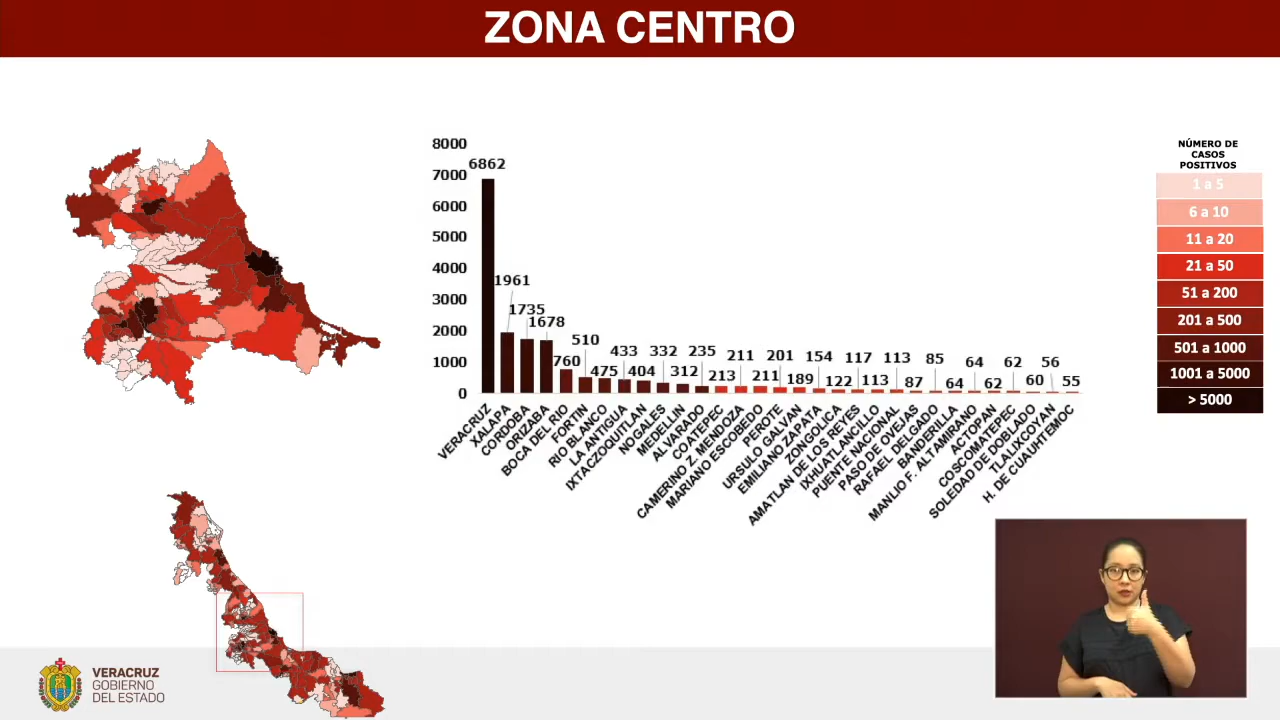 ZONA CENTRO
8000
7000
6000
5000
4000
3000
2000
1000
0
6862
1961
1735
1678
760
510
475
433
404
332
312
235
213
211
211
201
189
154
122
117
113
113
87
85
64
64
62
62
60
56
55
VERACRUZ
XALAPA
CORDOBA
ORIZABA
BOCA DEL RIO
FORTIN
RIO BLANCO
LA ANTIGUA
IXTACZOQUITLAN
NOGALES
MEDELLIN
ALVARADO
COATEPEC
CAMERINO Z. MENDOZA
MARIANO ESCOBEDO
PEROTE
URSULO GALVAN
EMILIANO ZAPATA
ZONGOLICA
AMATLAN DE LOS REYES
IXHUATLANCILLO
PUENTE NACIONAL
PASO DE OVEJAS
RAFAEL DELGADO
BANDERILLA
MANLIO F. ALTAMIRANO
ACTOPAN
COSCOMATEPEC
SOLEDAD DE DOBLADO
TLALIXCOYAN
H. DE CUAUHTEMOC
NÚMERO DE
CASOS
POSITIVOS
1 a 5
6 a 10
11 a 20
21 a 50
51 a 200
201 a 500
501 a 1000
1001 a 5000
> 5000
VERACRUZ
GOBIERNO
DEL ESTADO